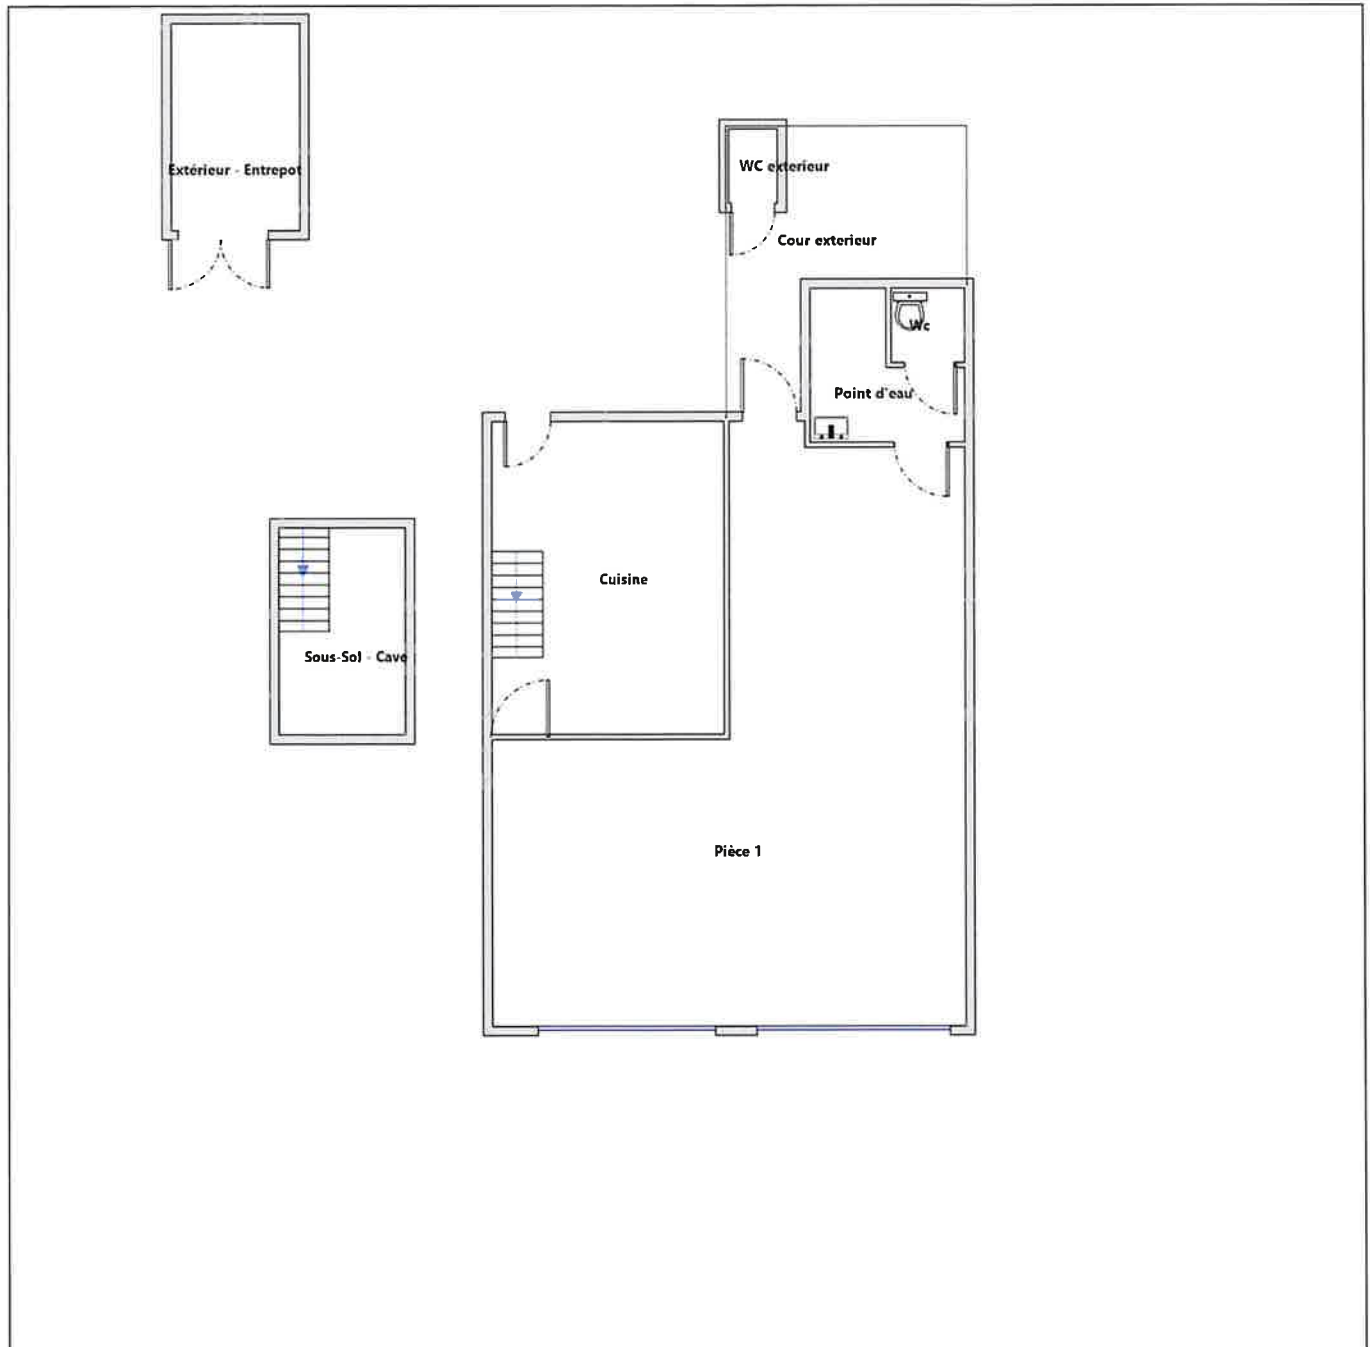 Extérieur - Entrepot
WC exterieur
Cour exterieur
Wc
Point d'eau
Cuisine
Sous-Sol - Cave
Pièce 1